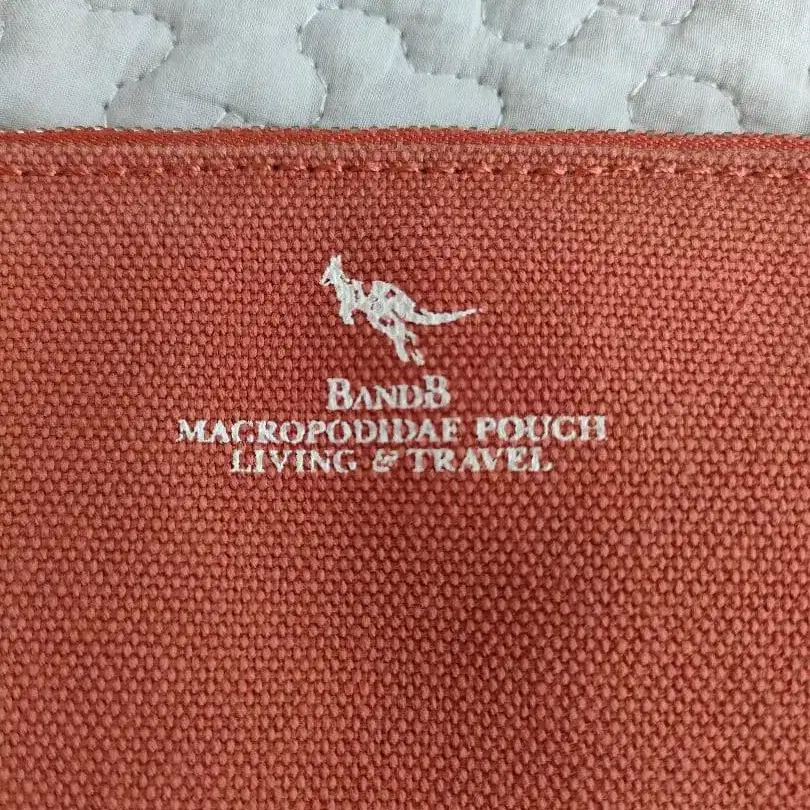 BANDB
MACROPODIDAE POUCH
LIVING & TRAVEL